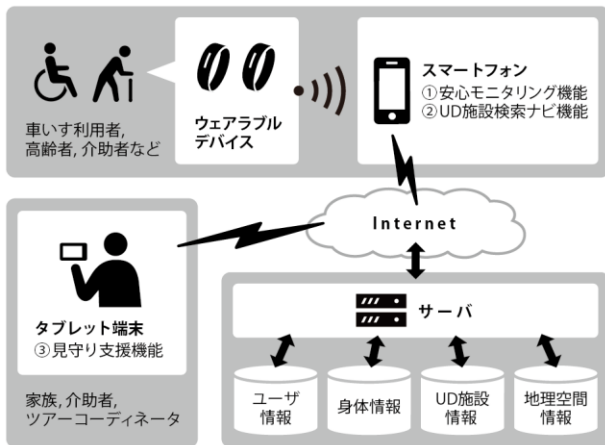 車いす利用者,
高齢者, 介助者など
ウェアラブル
デバイス
スマートフォン
①安心モニタリング機能
②UD施設検索ナビ機能
Internet
タブレット端末
③見守り支援機能
家族, 介助者,
ツアーコーディネータ
サーバ
ユーザ
情報
身体情報
UD施設
情報
地理空間
情報